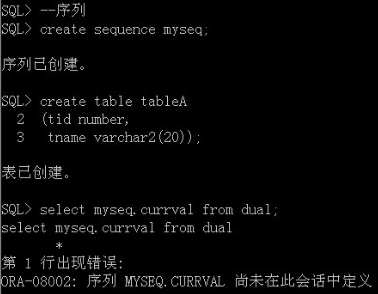 SQL> --序列
SQL> create sequence myseq;
序列已创建。
SQL> create table tableA
2 (tid number,
3 tname varchar2(20));
表已创建。
SQL> select myseq.currval from dual;
select myseq.currval from dual
*
第 1 行出现错误:
ORA-08002: 序列 MYSEQ.CURRVAL 尚未在此会话中定义